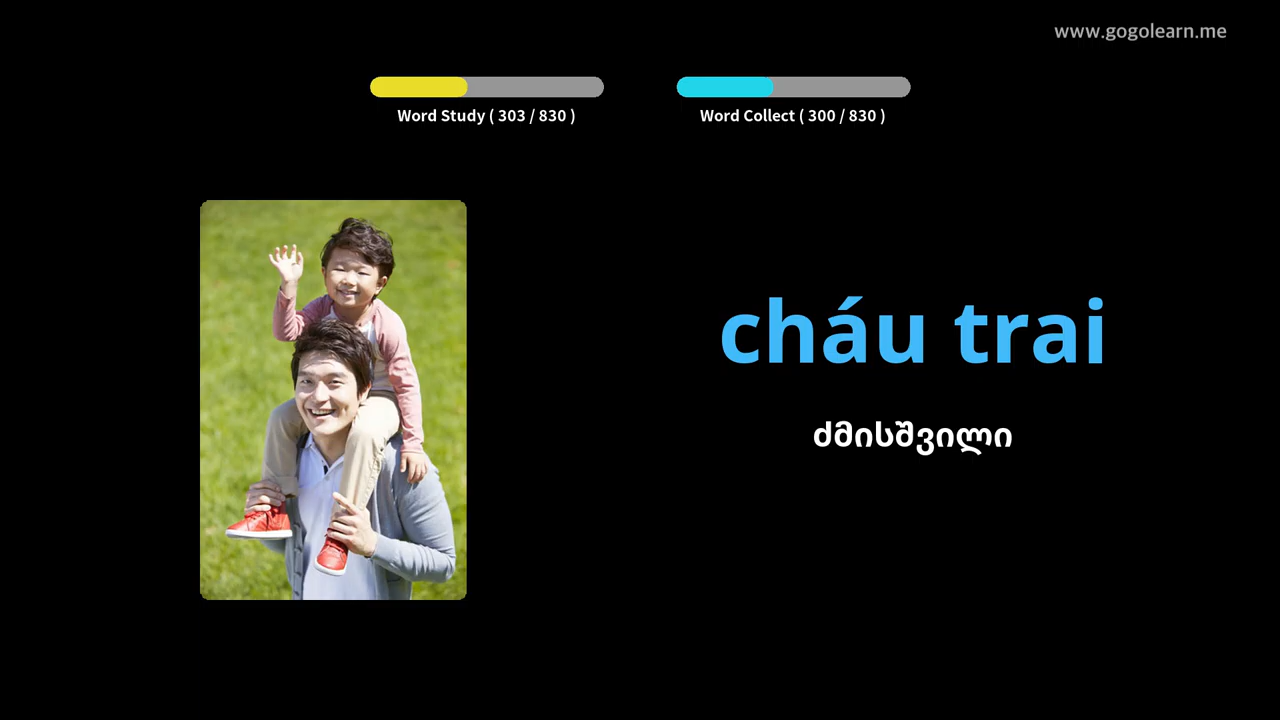 www.gogolearn.me
Word Study ( 303 / 830 )
Word Collect ( 300 / 830 )
cháu trai
ძმისშვილი